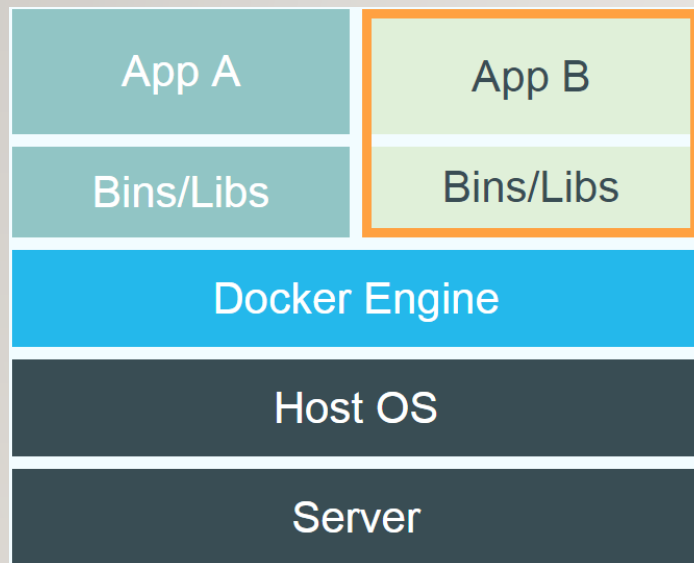 App A
App B
Bins/Libs
Bins/Libs
Docker Engine
Host OS
Server